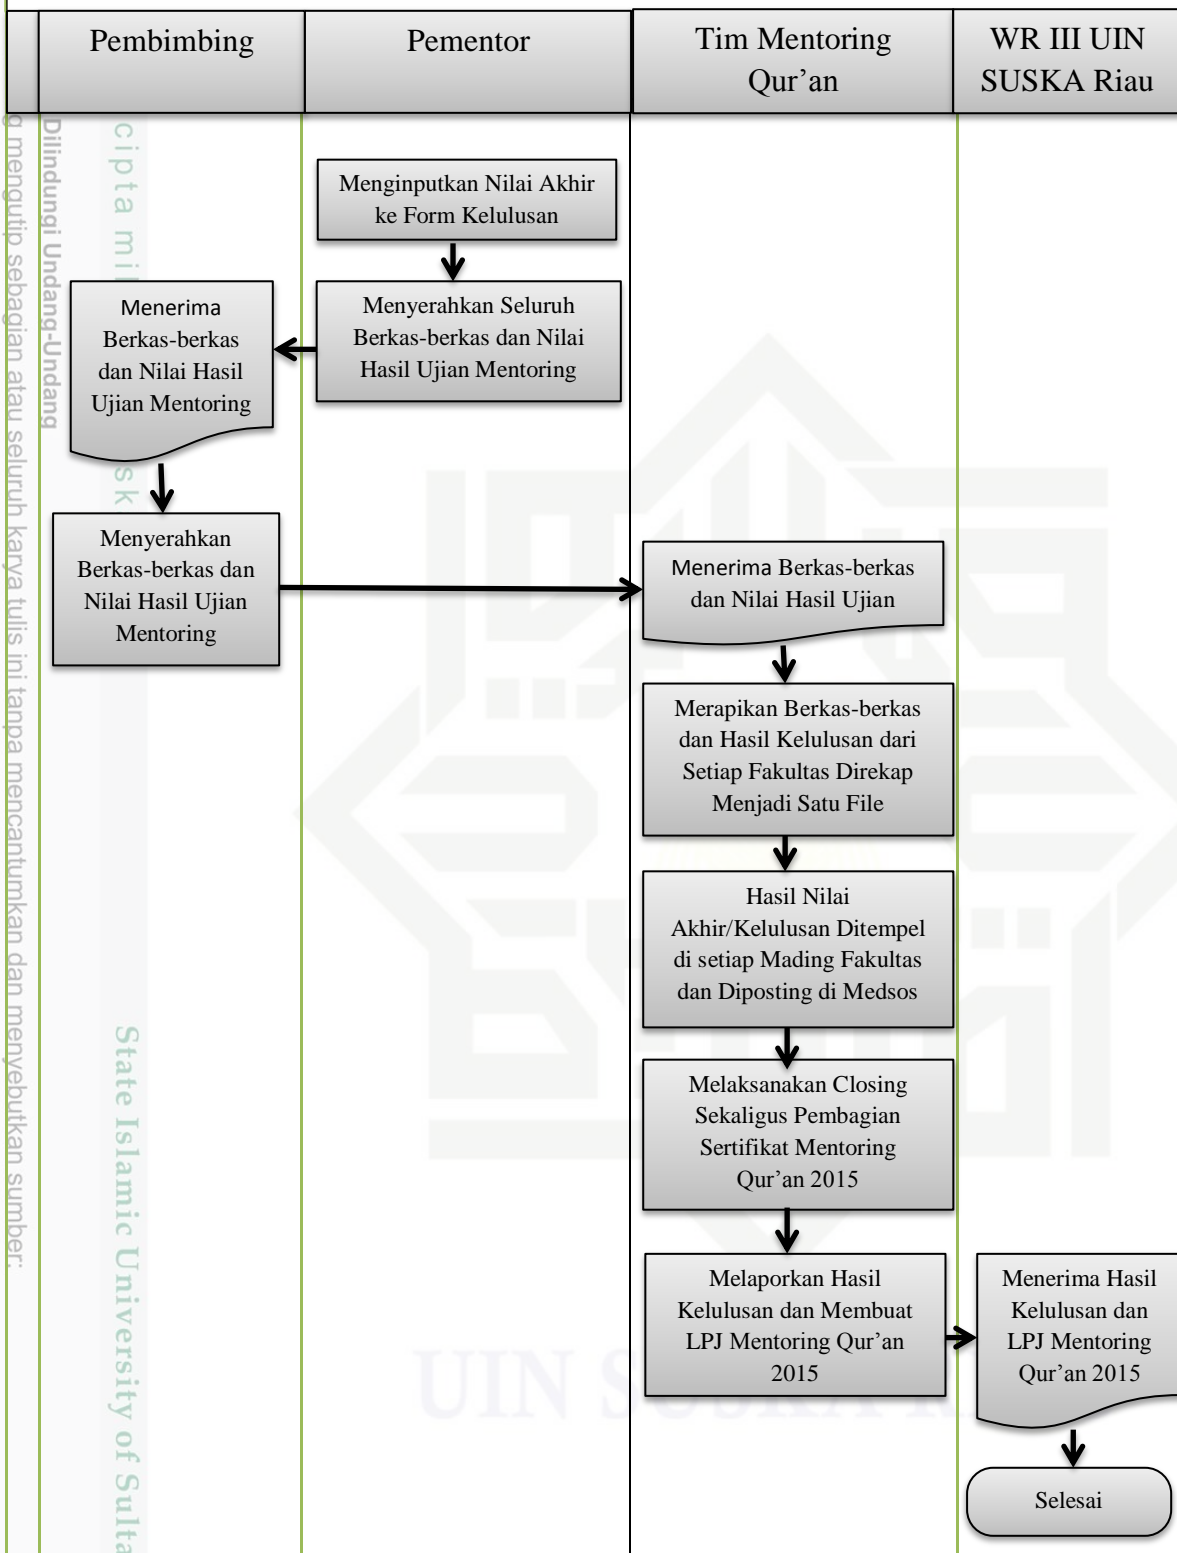 Pembimbing
Pementor
Tim Mentoring
Qur’an
WR III UIN
SUSKA Riau
Menginputkan Nilai Akhir
ke Form Kelulusan
Menyerahkan Seluruh
Berkas-berkas dan Nilai
Hasil Ujian Mentoring
Menerima
Berkas-berkas
dan Nilai Hasil
Ujian Mentoring
Menyerahkan
Berkas-berkas dan
Nilai Hasil Ujian
Mentoring
Menerima Berkas-berkas
dan Nilai Hasil Ujian
Merapikan Berkas-berkas
dan Hasil Kelulusan dari
Setiap Fakultas Direkap
Menjadi Satu File
Hasil Nilai
Akhir/Kelulusan Ditempel
di setiap Mading Fakultas
dan Diposting di Medsos
Melaksanakan Closing
Sekaligus Pembagian
Sertifikat Mentoring
Qur’an 2015
Melaporkan Hasil
Kelulusan dan Membuat
LPJ Mentoring Qur’an
2015
Menerima Hasil
Kelulusan dan
LPJ Mentoring
Qur’an 2015
Selesai
mengutip sebagian atau seluruh karya tulis ini tanpa mencantumkan dan menyebutkan sumber:
Dilindungi Undang-Undang
cipta
State Islamic University of
UIN